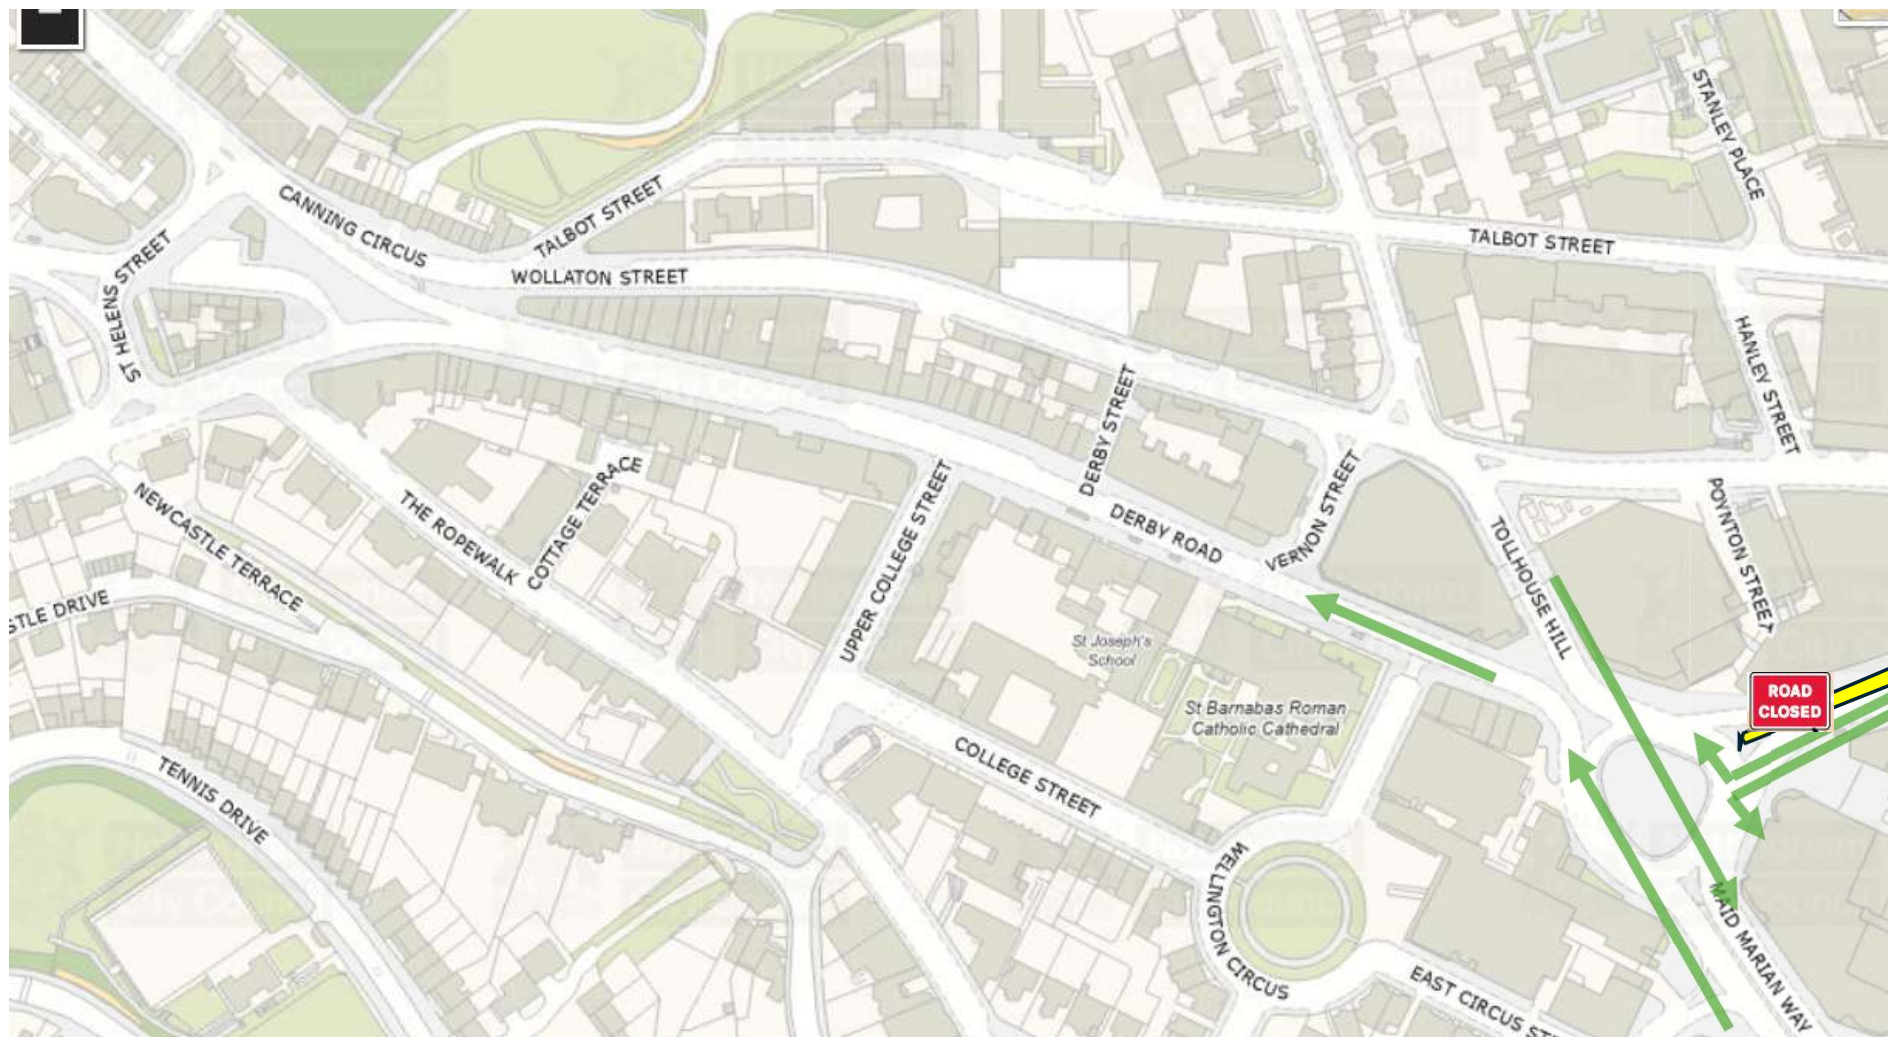 STANLEY PLACE
CANNING CIRCUS
TALBOT STREET
TALBOT STREET
WOLLATON STREET
ST HELENS STREET
HANLEY STREET
DERBY STREET
NEWCASTLE TERRACE
THE ROPEWALK
COTTAGE TERRACE
UPPER COLLEGE STREET
DERBY ROAD
VERNON STREET
TOLLHOUSE HILL
POYNTON STREET
STLE DRIVE
St Joseph's
School
St Barnabas Roman
Catholic Cathedral
ROAD
CLOSED
TENNIS DRIVE
COLLEGE STREET
WELLINGTON CIRCUS
MAID MARIAN WAY
EAST CIRCUS ST